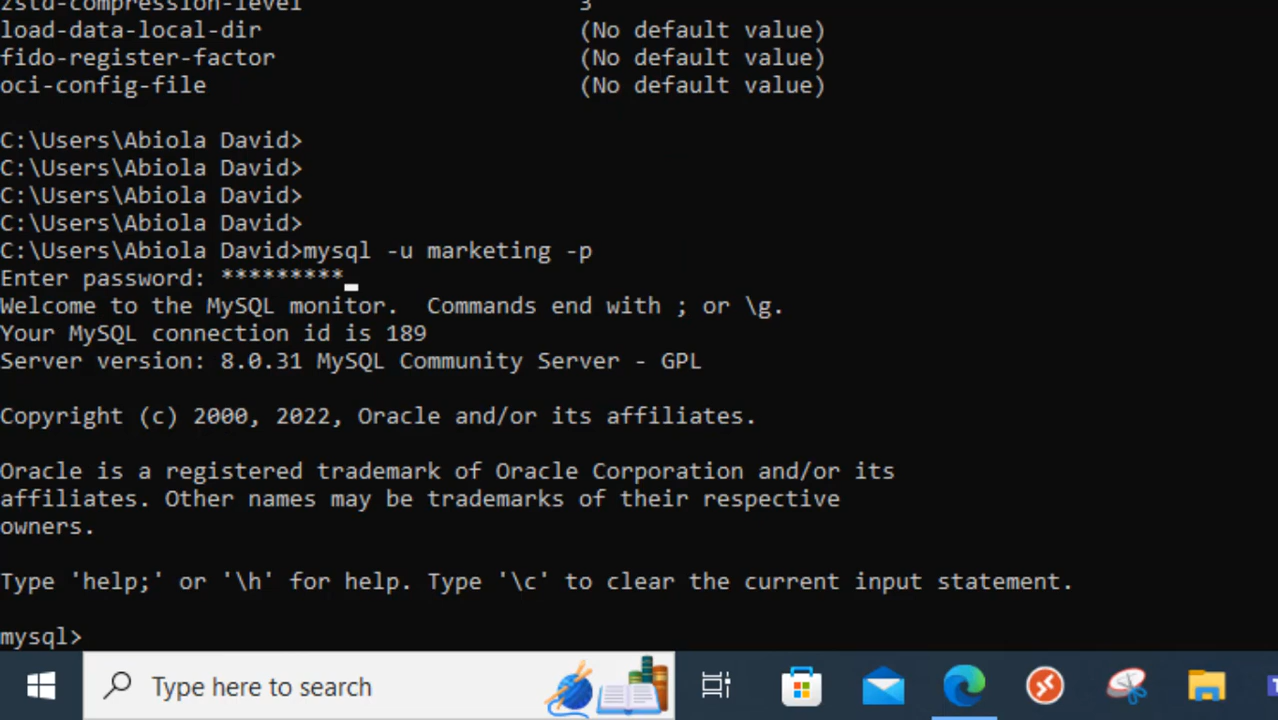 zstd-compression-level 3
load-data-local-dir (No default value)
fido-register-factor (No default value)
oci-config-file (No default value)
C:\Users\Abiola David>
C:\Users\Abiola David>
C:\Users\Abiola David>
C:\Users\Abiola David>
C:\Users\Abiola David>mysql -u marketing -p
Enter password: *********
Welcome to the MySQL monitor.  Commands end with ; or \g.
Your MySQL connection id is 189
Server version: 8.0.31 MySQL Community Server - GPL
Copyright (c) 2000, 2022, Oracle and/or its affiliates.
Oracle is a registered trademark of Oracle Corporation and/or its
affiliates. Other names may be trademarks of their respective
owners.
Type 'help;' or '\h' for help. Type '\c' to clear the current input statement.
mysql>
Type here to search